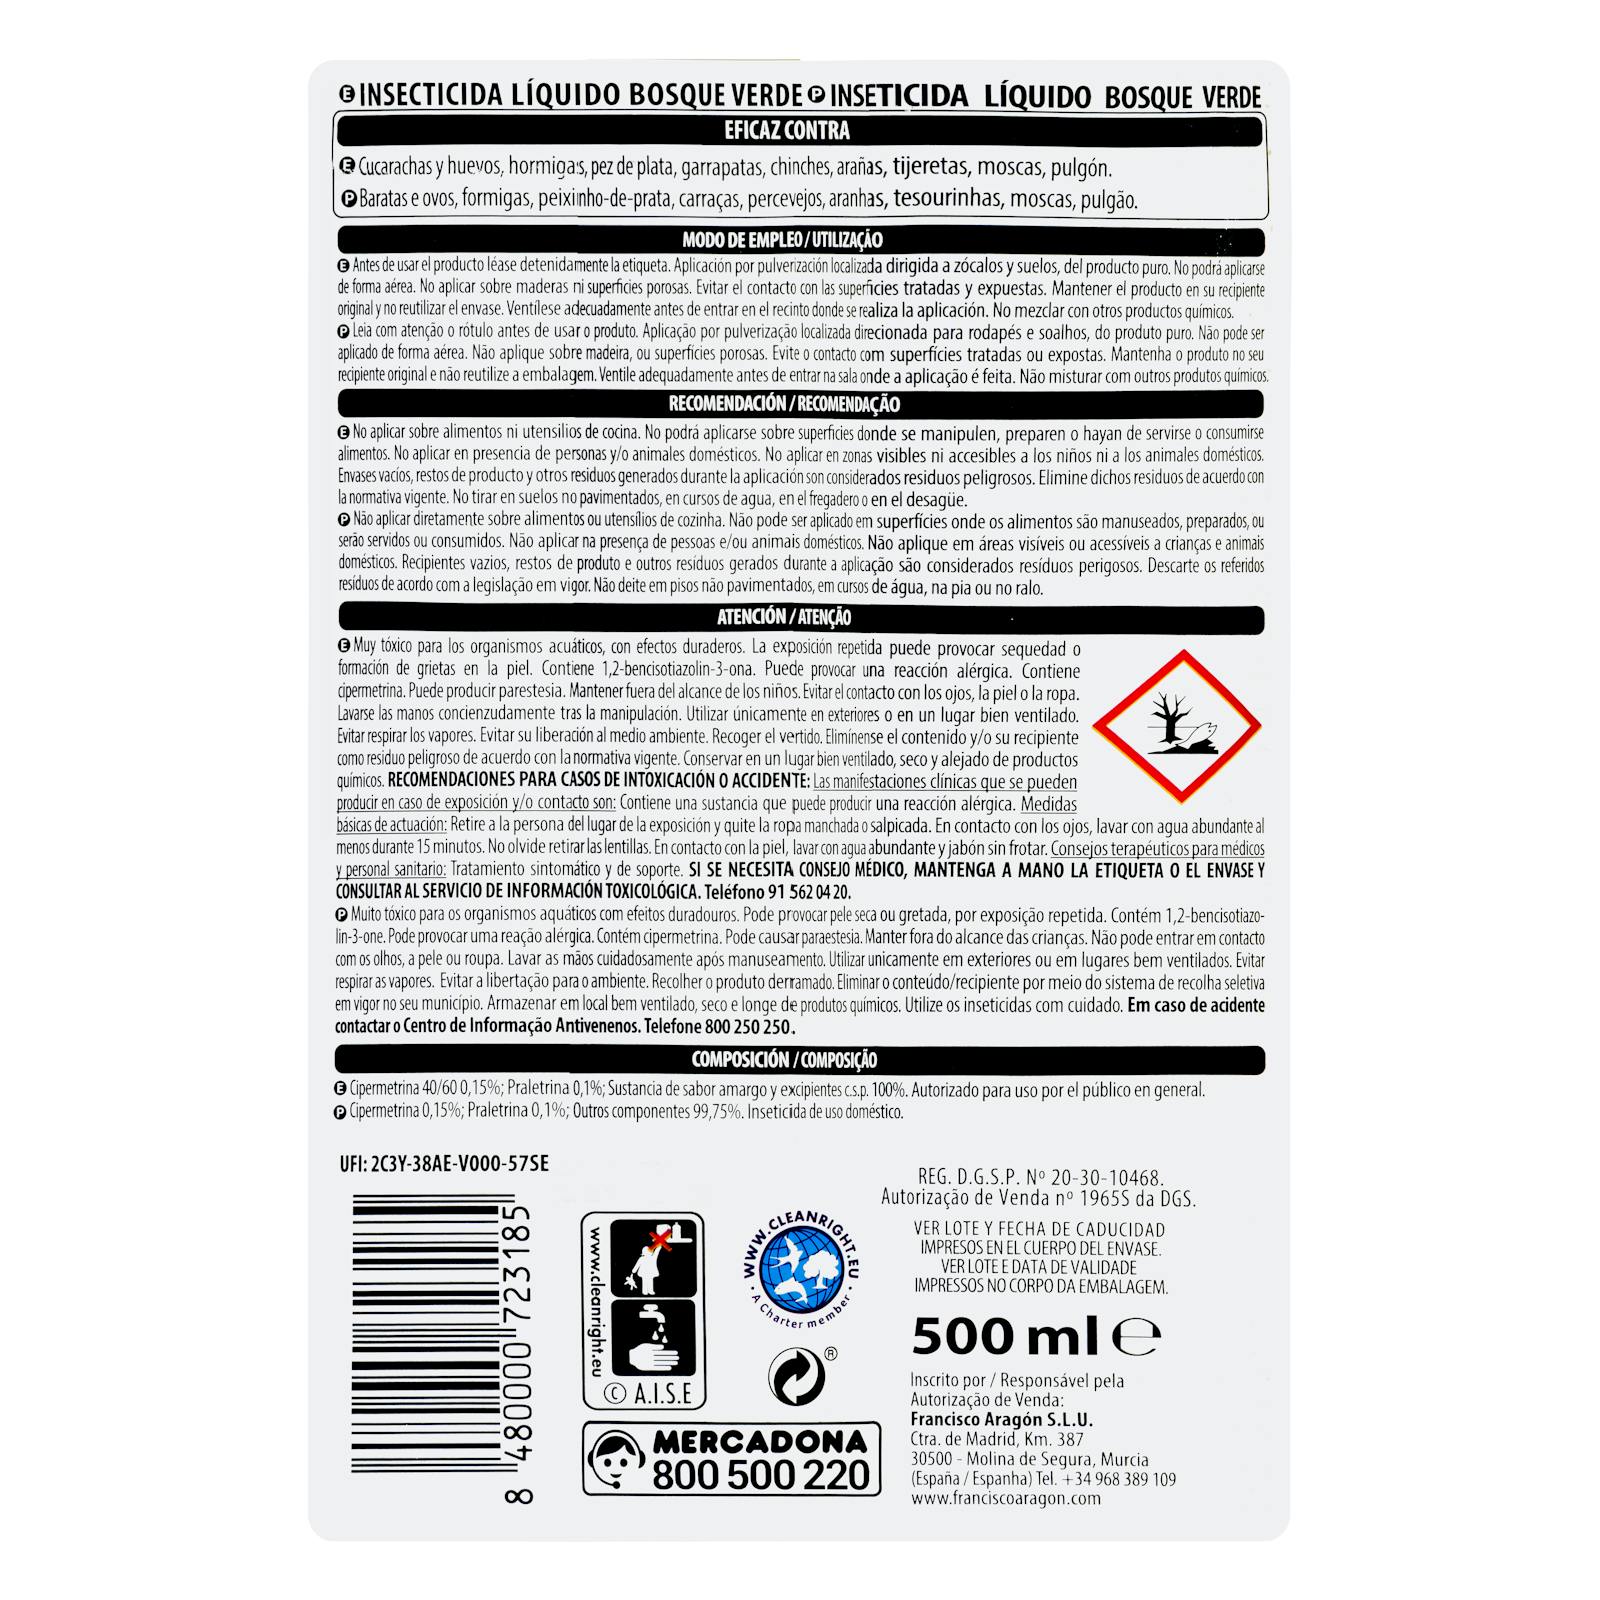 E INSECTICIDA LÍQUIDO BOSQUE VERDE P INSETICIDA LÍQUIDO BOSQUE VERDE
EFICAZ CONTRA
E Cucarachas y huevos, hormigas, pez de plata, garrapatas, chinches, arañas, tijeretas, moscas, pulgón.
P Baratas e ovos, formigas, peixinho-de-prata, carraças, percevejos, aranhas, tesourinhas, moscas, pulgão.
MODO DE EMPLEO / UTILIZAÇÃO
E Antes de usar el producto léase detenidamente la etiqueta. Aplicación por pulverización localizada dirigida a zócalos y suelos, del producto puro. No podrá aplicarse
de forma aérea. No aplicar sobre maderas ni superficies porosas. Evitar el contacto con las superficies tratadas y expuestas. Mantener el producto en su recipiente
original y no reutilizar el envase. Ventílese adecuadamente antes de entrar en el recinto donde se realiza la aplicación. No mezclar con otros productos químicos.
P Leia com atenção o rótulo antes de usar o produto. Aplicação por pulverização localizada direcionada para rodapés e soalhos, do produto puro. Não pode ser
aplicado de forma aérea. Não aplique sobre madeira, ou superfícies porosas. Evite o contacto com superfícies tratadas ou expostas. Mantenha o produto no seu
recipiente original e não reutilize a embalagem. Ventile adequadamente antes de entrar na sala onde a aplicação é feita. Não misturar com outros produtos químicos.
RECOMENDACIÓN / RECOMENDAÇÃO
E No aplicar sobre alimentos ni utensilios de cocina. No podrá aplicarse sobre superficies donde se manipulen, preparen o hayan de servirse o consumirse
alimentos. No aplicar en presencia de personas y/o animales domésticos. No aplicar en zonas visibles ni accesibles a los niños ni a los animales domésticos.
Envases vacíos, restos de producto y otros residuos generados durante la aplicación son considerados residuos peligrosos. Elimine dichos residuos de acuerdo con
la normativa vigente. No tirar en suelos no pavimentados, en cursos de agua, en el fregadero o en el desagüe.
P Não aplicar diretamente sobre alimentos ou utensílios de cozinha. Não pode ser aplicado em superfícies onde os alimentos são manuseados, preparados, ou
serão servidos ou consumidos. Não aplicar na presença de pessoas e/ou animais domésticos. Não aplique em áreas visíveis ou acessíveis a crianças e animais
domésticos. Recipientes vazios, restos de produto e outros resíduos gerados durante a aplicação são considerados resíduos perigosos. Descarte os referidos
resíduos de acordo com a legislação em vigor. Não deite em pisos não pavimentados, em cursos de água, na pia ou no ralo.
ATENCIÓN / ATENÇÃO
E Muy tóxico para los organismos acuáticos, con efectos duraderos. La exposición repetida puede provocar sequedad o
formación de grietas en la piel. Contiene 1,2-bencisotiazolin-3-ona. Puede provocar una reacción alérgica. Contiene
cipermetrina. Puede producir parestesia. Mantener fuera del alcance de los niños. Evitar el contacto con los ojos, la piel o la ropa.
Lavarse las manos concienzudamente tras la manipulación. Utilizar únicamente en exteriores o en un lugar bien ventilado.
Evitar respirar los vapores. Evitar su liberación al medio ambiente. Recoger el vertido. Elimínense el contenido y/o su recipiente
como residuo peligroso de acuerdo con la normativa vigente. Conservar en un lugar bien ventilado, seco y alejado de productos
químicos. RECOMENDACIONES PARA CASOS DE INTOXICACIÓN O ACCIDENTE: Las manifestaciones clínicas que se pueden
producir en caso de exposición y/o contacto son: Contiene una sustancia que puede producir una reacción alérgica. Medidas
básicas de actuación: Retire a la persona del lugar de la exposición y quite la ropa manchada o salpicada. En contacto con los ojos, lavar con agua abundante al
menos durante 15 minutos. No olvide retirar las lentillas. En contacto con la piel, lavar con agua abundante y jabón sin frotar. Consejos terapéuticos para médicos
y personal sanitario: Tratamiento sintomático y de soporte. SI SE NECESITA CONSEJO MÉDICO, MANTENGA A MANO LA ETIQUETA O EL ENVASE Y
CONSULTAR AL SERVICIO DE INFORMACIÓN TOXICOLÓGICA. Teléfono 91 562 04 20.
P Muito tóxico para os organismos aquáticos com efeitos duradouros. Pode provocar pele seca ou gretada, por exposição repetida. Contém 1,2-bencisotiazo-
lin-3-one. Pode provocar uma reação alérgica. Contém cipermetrina. Pode causar paraestesia. Manter fora do alcance das crianças. Não pode entrar em contacto
com os olhos, a pele ou roupa. Lavar as mãos cuidadosamente após manuseamento. Utilizar unicamente em exteriores ou em lugares bem ventilados. Evitar
respirar as vapores. Evitar a libertação para o ambiente. Recolher o produto derramado. Eliminar o conteúdo/recipiente por meio do sistema de recolha seletiva
em vigor no seu município. Armazenar em local bem ventilado, seco e longe de produtos químicos. Utilize os inseticidas com cuidado. Em caso de acidente
contactar o Centro de Informação Antivenenos. Telefone 800 250 250.
COMPOSICIÓN / COMPOSIÇÃO
E Cipermetrina 40/60 0,15%; Praletrina 0,1%; Sustancia de sabor amargo y excipientes c.s.p. 100%. Autorizado para uso por el público en general.
P Cipermetrina 0,15%; Praletrina 0,1%; Outros componentes 99,75%. Inseticida de uso doméstico.
UFI: 2C3Y-38AE-V000-57SE
8 480000 723185
www.cleanright.eu
© A.I.S.E
WWW.CLEANRIGHT.EU
• A Charter member •
®
MERCADONA
800 500 220
REG. D.G.S.P. Nº 20-30-10468.
Autorização de Venda nº 1965S da DGS.
VER LOTE Y FECHA DE CADUCIDAD
IMPRESOS EN EL CUERPO DEL ENVASE.
VER LOTE E DATA DE VALIDADE
IMPRESSOS NO CORPO DA EMBALAGEM.
500 ml e
Inscrito por / Responsável pela
Autorização de Venda:
Francisco Aragón S.L.U.
Ctra. de Madrid, Km. 387
30500 - Molina de Segura, Murcia
(España / Espanha) Tel. +34 968 389 109
www.franciscoaragon.com